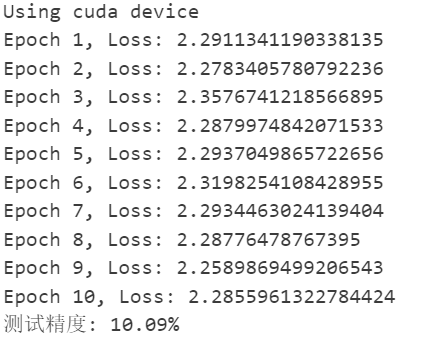 Using cuda device
Epoch 1, Loss: 2.2911341190338135
Epoch 2, Loss: 2.2783405780792236
Epoch 3, Loss: 2.3576741218566895
Epoch 4, Loss: 2.2879974842071533
Epoch 5, Loss: 2.2937049865722656
Epoch 6, Loss: 2.3198254108428955
Epoch 7, Loss: 2.2934463024139404
Epoch 8, Loss: 2.28776478767395
Epoch 9, Loss: 2.2589869499206543
Epoch 10, Loss: 2.2855961322784424
测试精度: 10.09%